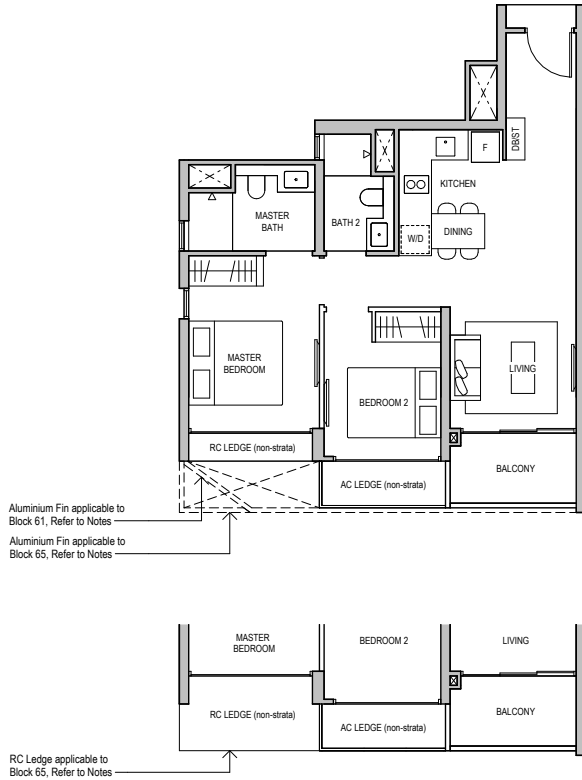 DB/ST
F
KITCHEN
MASTER
BATH
BATH 2
W/D
DINING
MASTER
BEDROOM
BEDROOM 2
LIVING
RC LEDGE (non-strata)
AC LEDGE (non-strata)
BALCONY
Aluminium Fin applicable to
Block 61, Refer to Notes
Aluminium Fin applicable to
Block 65, Refer to Notes
MASTER
BEDROOM
BEDROOM 2
LIVING
RC LEDGE (non-strata)
AC LEDGE (non-strata)
BALCONY
RC Ledge applicable to
Block 65, Refer to Notes